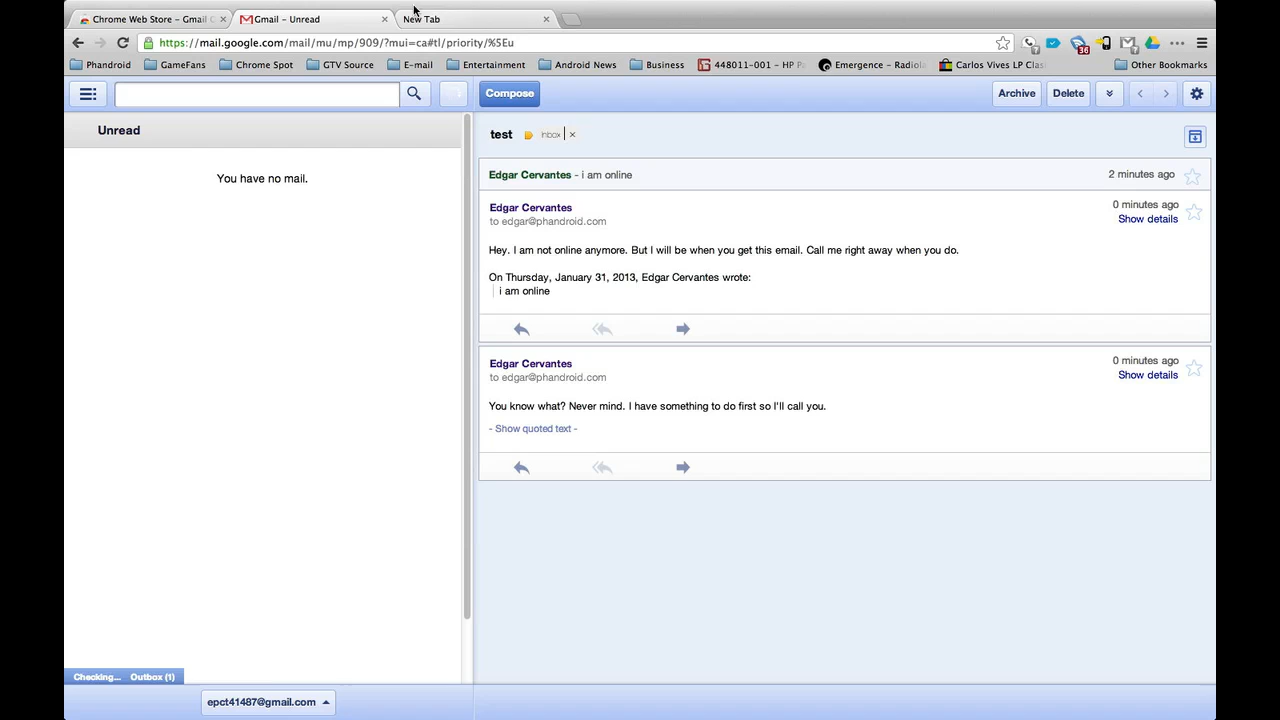 Chrome Web Store – Gmail
Gmail – Unread
New Tab
https://mail.google.com/mail/mu/mp/909/?mui=ca#tl/priority/%5Eu
36
Phandroid GameFans Chrome Spot GTV Source E-mail Entertainment Android News Business 448011-001 - HP Emergence – Radiol Carlos Vives LP Clas Other Bookmarks
Compose
Archive Delete
Unread
You have no mail.
Checking... Outbox (1)
epct41487@gmail.com
test Inbox
Edgar Cervantes - i am online 2 minutes ago
Edgar Cervantes 0 minutes ago
to edgar@phandroid.com Show details
Hey. I am not online anymore. But I will be when you get this email. Call me right away when you do.
On Thursday, January 31, 2013, Edgar Cervantes wrote:
i am online
Edgar Cervantes 0 minutes ago
to edgar@phandroid.com Show details
You know what? Never mind. I have something to do first so I'll call you.
- Show quoted text -